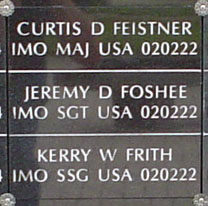 CURTIS D FEISTNER
IMO MAJ USA 020222
JEREMY D FOSHEE
IMO SGT USA 020222
KERRY W FRITH
IMO SSG USA 020222